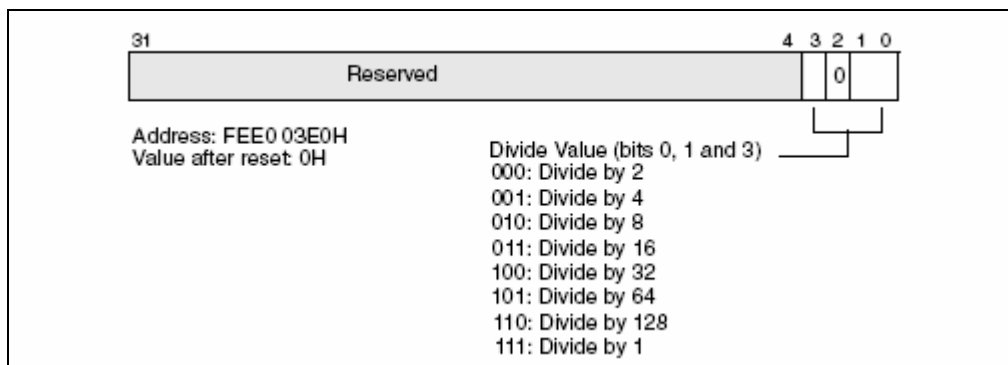 31 4 3 2 1 0
Reserved 0
Address: FEE0 03E0H
Value after reset: 0H
Divide Value (bits 0, 1 and 3)
000: Divide by 2
001: Divide by 4
010: Divide by 8
011: Divide by 16
100: Divide by 32
101: Divide by 64
110: Divide by 128
111: Divide by 1